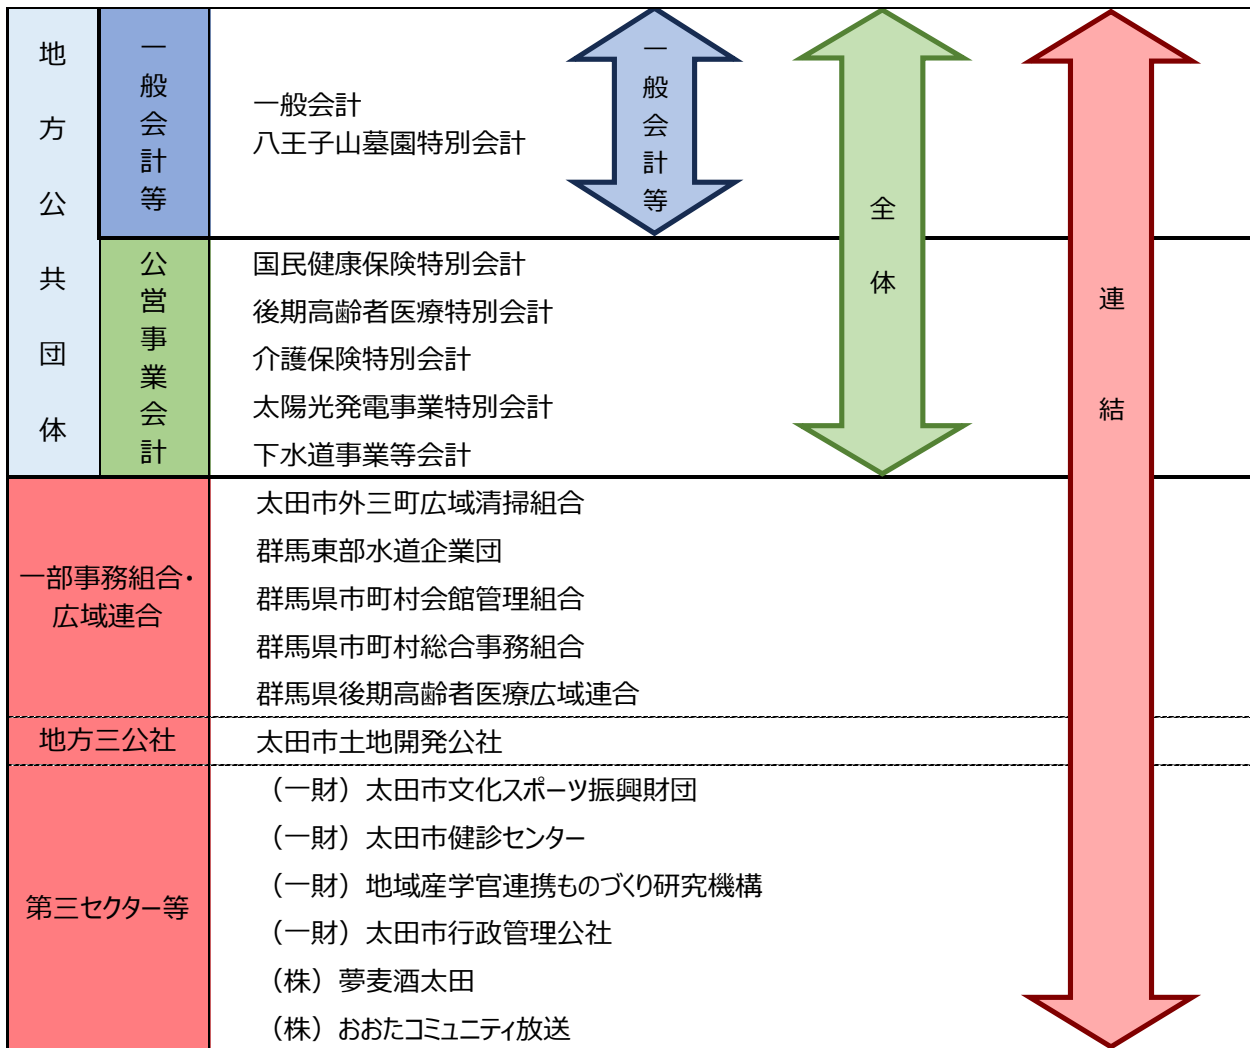 地方公共団体
一般会計等
一般会計
八王子山墓園特別会計
一般会計等
全体
連結
公営事業会計
国民健康保険特別会計
後期高齢者医療特別会計
介護保険特別会計
太陽光発電事業特別会計
下水道事業等会計
一部事務組合・
広域連合
太田市外三町広域清掃組合
群馬東部水道企業団
群馬県市町村会館管理組合
群馬県市町村総合事務組合
群馬県後期高齢者医療広域連合
地方三公社
太田市土地開発公社
第三セクター等
（一財）太田市文化スポーツ振興財団
（一財）太田市健診センター
（一財）地域産学官連携ものづくり研究機構
（一財）太田市行政管理公社
（株）夢麦酒太田
（株）おおたコミュニティ放送